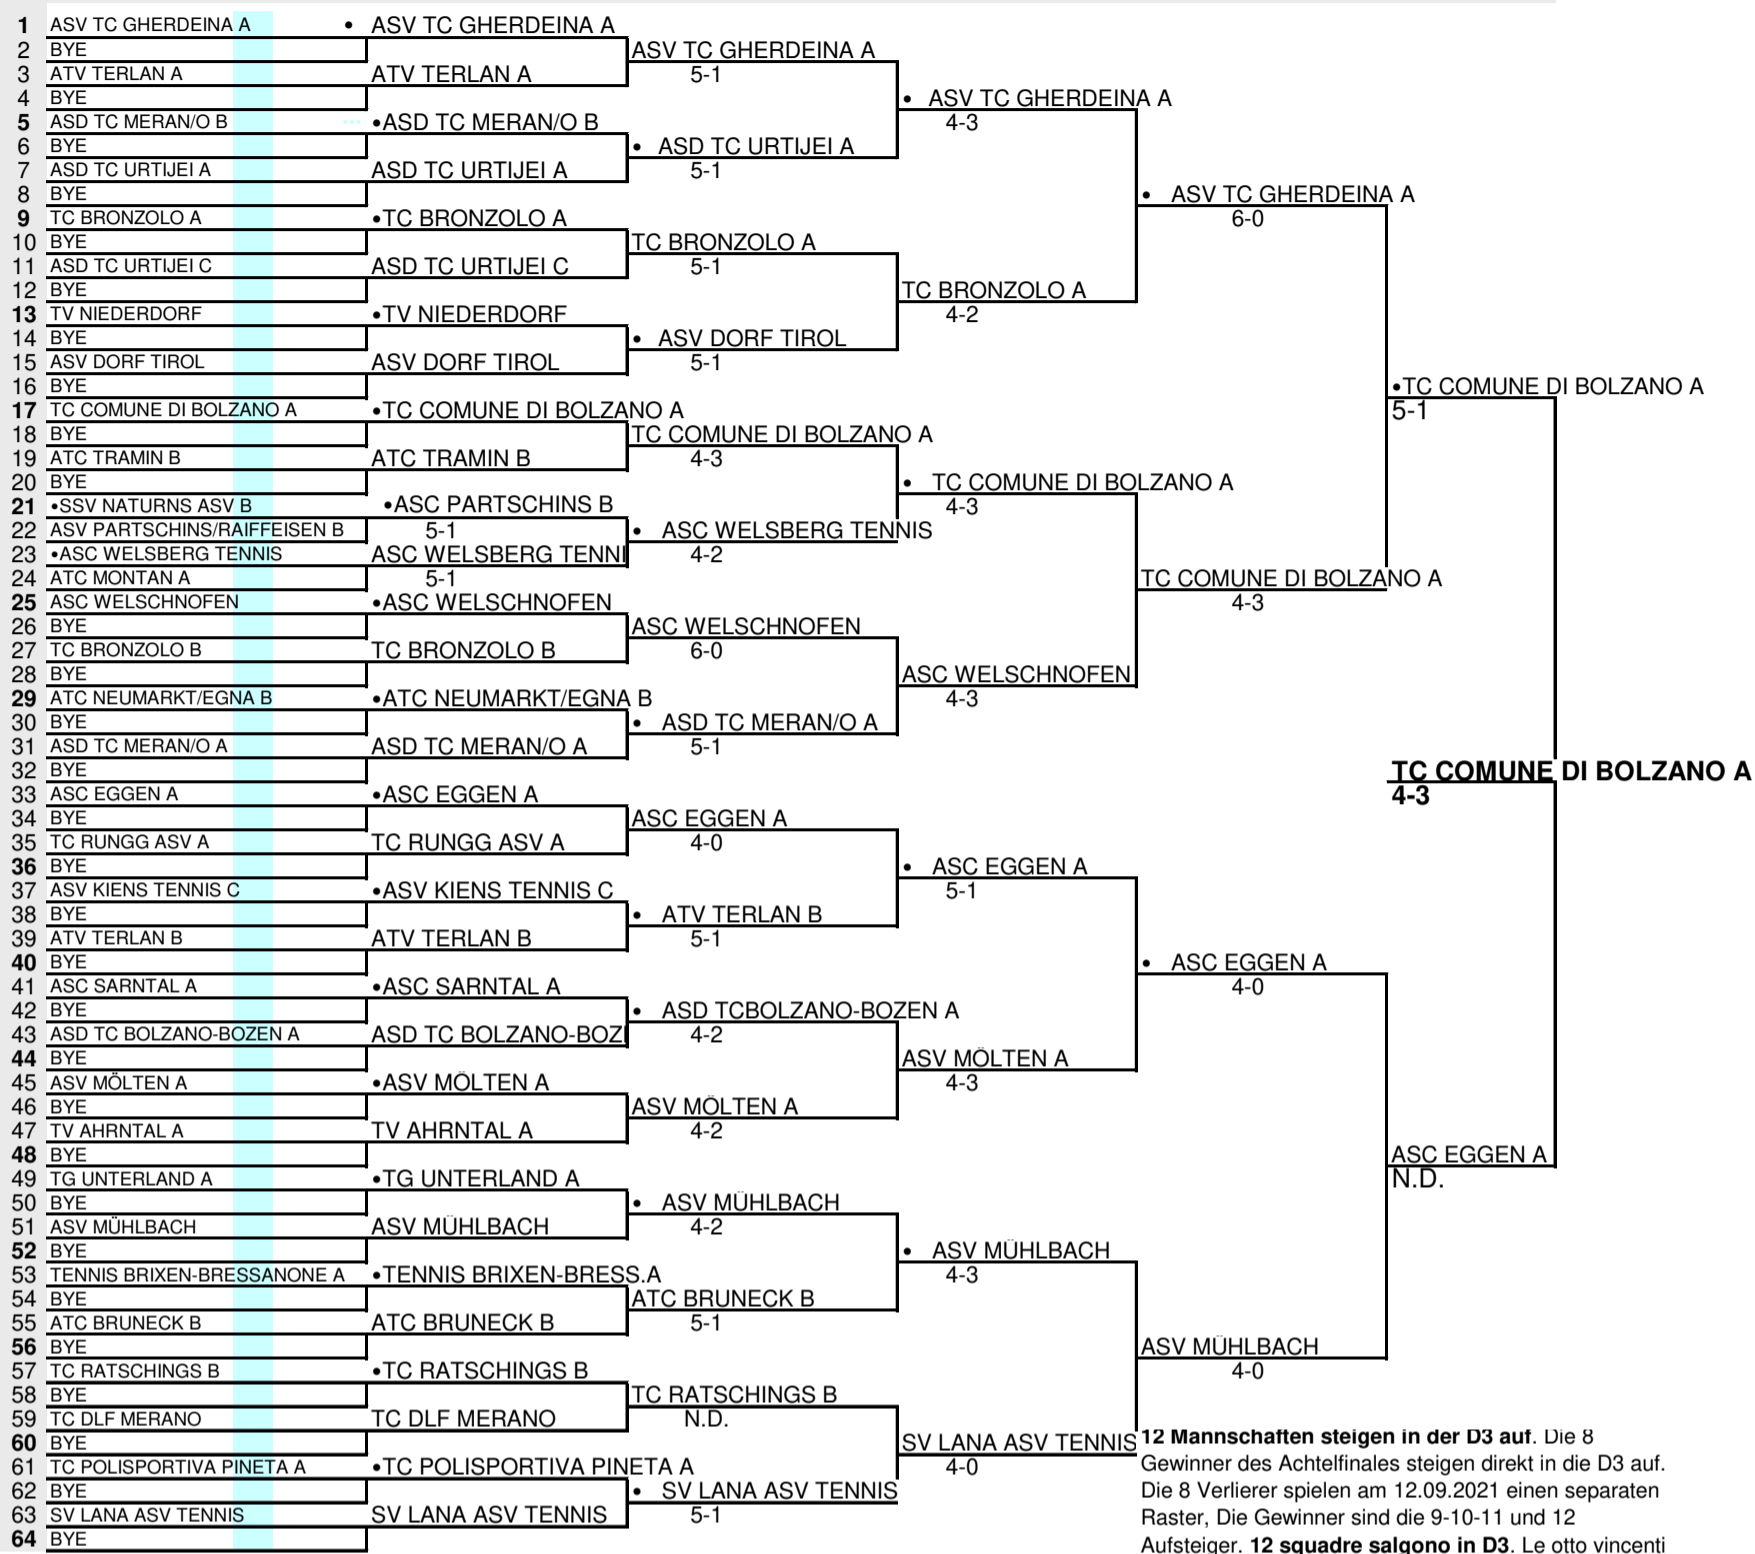 1 ASV TC GHERDEINA A • ASV TC GHERDEINA A
2 BYE ASV TC GHERDEINA A
3 ATV TERLAN A ATV TERLAN A 5-1
4 BYE • ASV TC GHERDEINA A
5 ASD TC MERAN/O B •ASD TC MERAN/O B 4-3
6 BYE • ASD TC URTIJEI A
7 ASD TC URTIJEI A ASD TC URTIJEI A 5-1
8 BYE • ASV TC GHERDEINA A
9 TC BRONZOLO A •TC BRONZOLO A 6-0
10 BYE TC BRONZOLO A
11 ASD TC URTIJEI C ASD TC URTIJEI C 5-1
12 BYE TC BRONZOLO A
13 TV NIEDERDORF •TV NIEDERDORF 4-2
14 BYE • ASV DORF TIROL
15 ASV DORF TIROL ASV DORF TIROL 5-1
16 BYE •TC COMUNE DI BOLZANO A
17 TC COMUNE DI BOLZANO A •TC COMUNE DI BOLZANO A 5-1
18 BYE TC COMUNE DI BOLZANO A
19 ATC TRAMIN B ATC TRAMIN B 4-3
20 BYE • TC COMUNE DI BOLZANO A
21 •SSV NATURNS ASV B •ASC PARTSCHINS B 4-3
22 ASV PARTSCHINS/RAIFFEISEN B 5-1 • ASC WELSBERG TENNIS
23 •ASC WELSBERG TENNIS ASC WELSBERG TENNI 4-2
24 ATC MONTAN A 5-1 TC COMUNE DI BOLZANO A
25 ASC WELSCHNOFEN •ASC WELSCHNOFEN 4-3
26 BYE ASC WELSCHNOFEN
27 TC BRONZOLO B TC BRONZOLO B 6-0
28 BYE ASC WELSCHNOFEN
29 ATC NEUMARKT/EGNA B •ATC NEUMARKT/EGNA B 4-3
30 BYE • ASD TC MERAN/O A
31 ASD TC MERAN/O A ASD TC MERAN/O A 5-1
32 BYE TC COMUNE DI BOLZANO A
33 ASC EGGEN A •ASC EGGEN A 4-3
34 BYE ASC EGGEN A
35 TC RUNGG ASV A TC RUNGG ASV A 4-0
36 BYE • ASC EGGEN A
37 ASV KIENS TENNIS C •ASV KIENS TENNIS C 5-1
38 BYE • ATV TERLAN B
39 ATV TERLAN B ATV TERLAN B 5-1
40 BYE • ASC EGGEN A
41 ASC SARNTAL A •ASC SARNTAL A 4-0
42 BYE • ASD TCBOLZANO-BOZEN A
43 ASD TC BOLZANO-BOZEN A ASD TC BOLZANO-BOZ 4-2
44 BYE ASV MÖLTEN A
45 ASV MÖLTEN A •ASV MÖLTEN A 4-3
46 BYE ASV MÖLTEN A
47 TV AHRNTAL A TV AHRNTAL A 4-2
48 BYE ASC EGGEN A
49 TG UNTERLAND A •TG UNTERLAND A N.D.
50 BYE • ASV MÜHLBACH
51 ASV MÜHLBACH ASV MÜHLBACH 4-2
52 BYE • ASV MÜHLBACH
53 TENNIS BRIXEN-BRESSANONE A •TENNIS BRIXEN-BRESS.A 4-3
54 BYE ATC BRUNECK B
55 ATC BRUNECK B ATC BRUNECK B 5-1
56 BYE ASV MÜHLBACH
57 TC RATSCHINGS B •TC RATSCHINGS B 4-0
58 BYE TC RATSCHINGS B
59 TC DLF MERANO TC DLF MERANO N.D.
60 BYE SV LANA ASV TENNIS
61 TC POLISPORTIVA PINETA A •TC POLISPORTIVA PINETA A 4-0
62 BYE • SV LANA ASV TENNIS
63 SV LANA ASV TENNIS SV LANA ASV TENNIS 5-1
64 BYE
12 Mannschaften steigen in der D3 auf. Die 8
Gewinner des Achtelfinales steigen direkt in die D3 auf.
Die 8 Verlierer spielen am 12.09.2021 einen separaten
Raster, Die Gewinner sind die 9-10-11 und 12
Aufsteiger. 12 squadre salgono in D3. Le otto vincenti